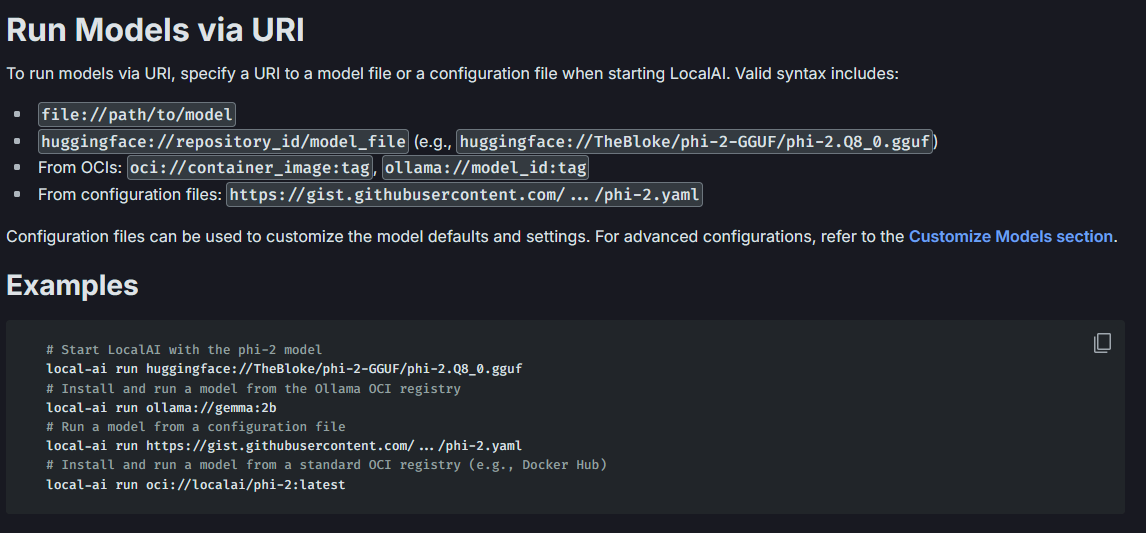 Run Models via URI
To run models via URI, specify a URI to a model file or a configuration file when starting LocalAI. Valid syntax includes:
file://path/to/model
huggingface://repository_id/model_file (e.g., huggingface://TheBloke/phi-2-GGUF/phi-2.Q8_0.gguf)
From OCIs: oci://container_image:tag, ollama://model_id:tag
From configuration files: https://gist.githubusercontent.com/.../phi-2.yaml
Configuration files can be used to customize the model defaults and settings. For advanced configurations, refer to the Customize Models section.
Examples
# Start LocalAI with the phi-2 model
local-ai run huggingface://TheBloke/phi-2-GGUF/phi-2.Q8_0.gguf
# Install and run a model from the Ollama OCI registry
local-ai run ollama://gemma:2b
# Run a model from a configuration file
local-ai run https://gist.githubusercontent.com/.../phi-2.yaml
# Install and run a model from a standard OCI registry (e.g., Docker Hub)
local-ai run oci://localai/phi-2:latest